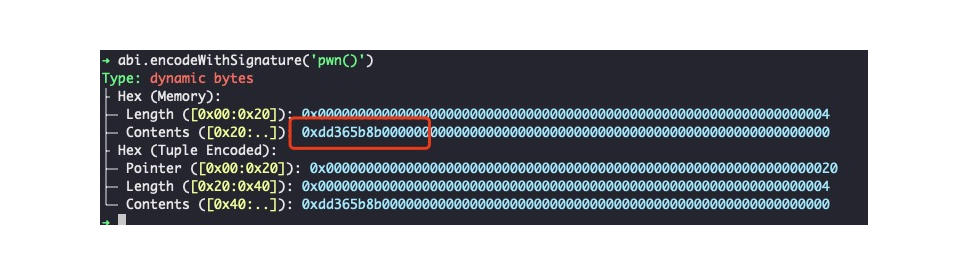 → abi.encodeWithSignature('pwn()')
Type: dynamic bytes
├ Hex (Memory):
├─ Length ([0x00:0x20]): 0x0000000000000000000000000000000000000000000000000000000000000004
├─ Contents ([0x20:..]): 0xdd365b8b00000000000000000000000000000000000000000000000000000000
├ Hex (Tuple Encoded):
├─ Pointer ([0x00:0x20]): 0x0000000000000000000000000000000000000000000000000000000000000020
├─ Length ([0x20:0x40]): 0x0000000000000000000000000000000000000000000000000000000000000004
└─ Contents ([0x40:..]): 0xdd365b8b00000000000000000000000000000000000000000000000000000000
→